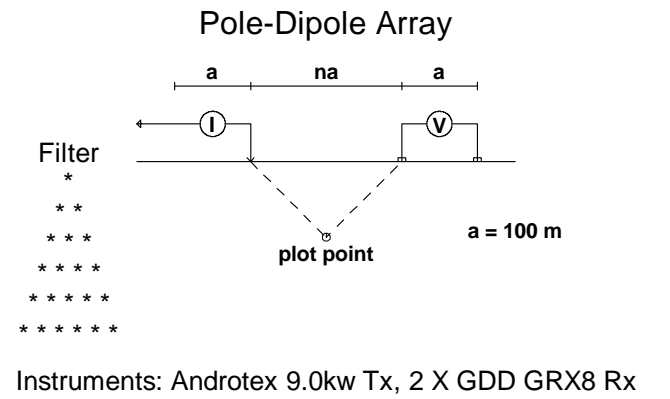 Pole-Dipole Array
a na a
I V
Filter
*
* *
* * *
* * * *
* * * * *
* * * * * *
a = 100 m
plot point
Instruments: Androtex 9.0kw Tx, 2 X GDD GRX8 Rx